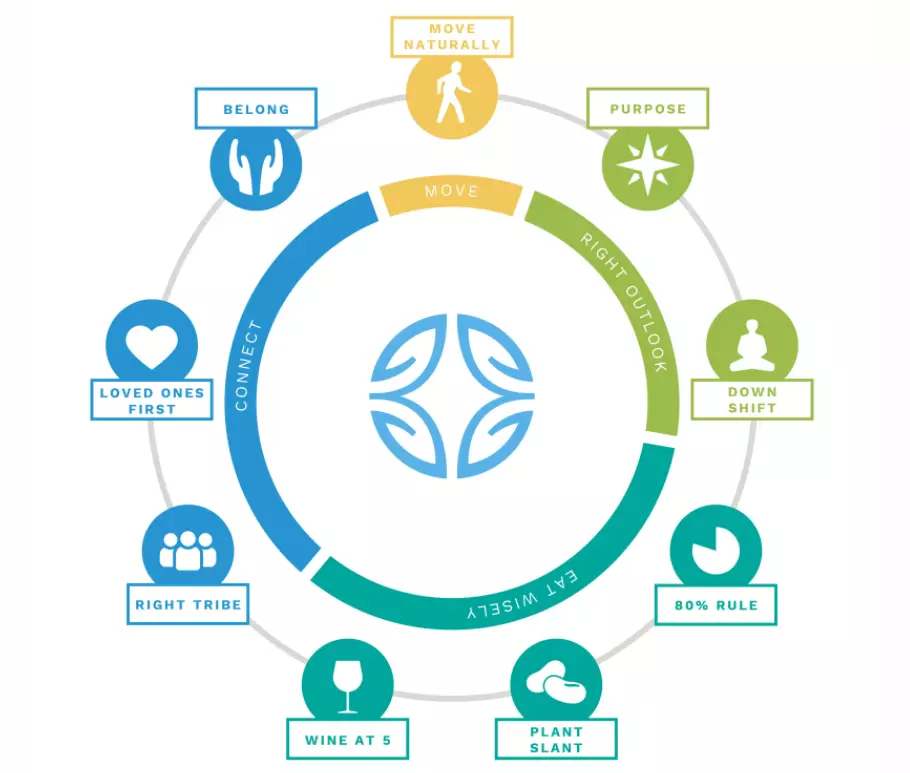 MOVE
NATURALLY
BELONG
PURPOSE
MOVE
RIGHT OUTLOOK
CONNECT
LOVED ONES
FIRST
DOWN
SHIFT
EAT WISELY
RIGHT TRIBE
80% RULE
WINE AT 5
PLANT
SLANT